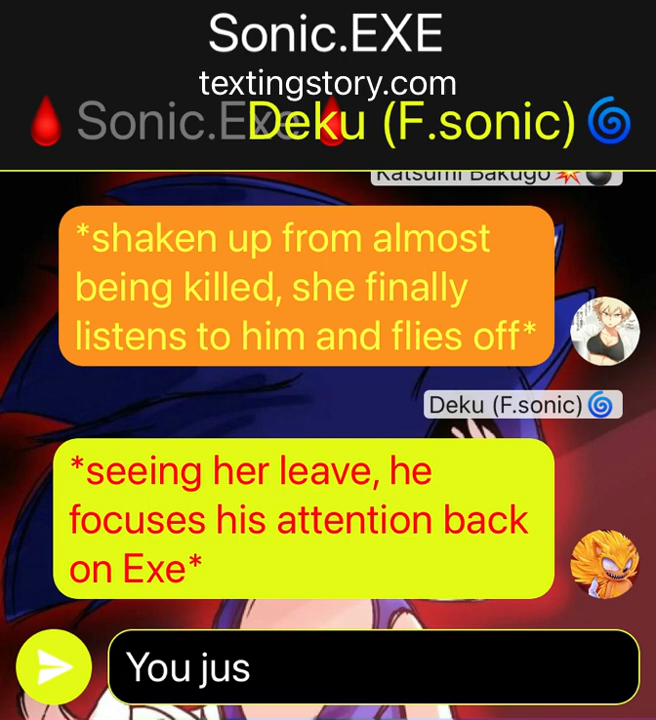 Sonic.EXE
textingstory.com
🩸Sonic.Exe🩸
Deku (F.sonic)🌀
Katsumi Bakugo💥💣
*shaken up from almost
being killed, she finally
listens to him and flies off*
Deku (F.sonic)🌀
*seeing her leave, he
focuses his attention back
on Exe*
You jus